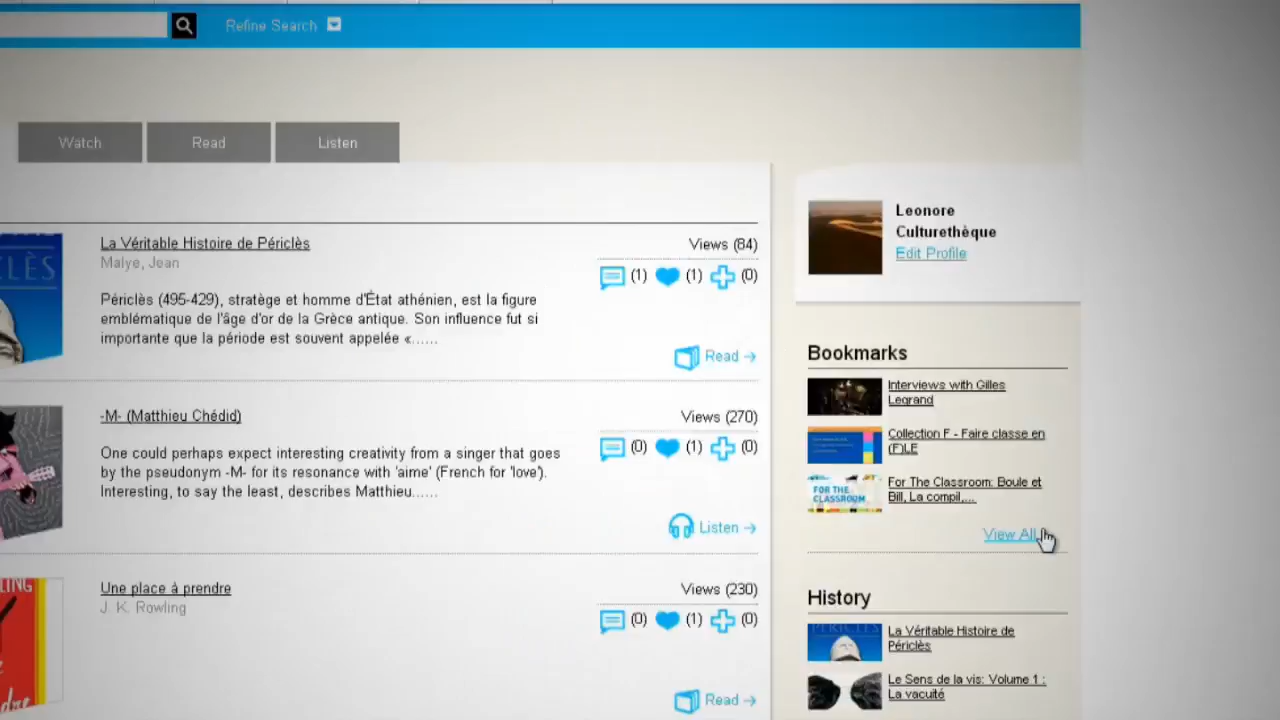 Refine Search
Watch
Read
Listen
CLÈS
La Véritable Histoire de Périclès
Malye, Jean
Périclès (495-429), stratège et homme d'État athénien, est la figure
emblématique de l'âge d'or de la Grèce antique. Son influence fut si
importante que la période est souvent appelée «......
Views (84)
(1)
(1)
(0)
Read →
-M- (Matthieu Chédid)
One could perhaps expect interesting creativity from a singer that goes
by the pseudonym -M- for its resonance with 'aime' (French for 'love').
Interesting, to say the least, describes Matthieu......
Views (270)
(0)
(1)
(0)
Listen →
LING
Une place à prendre
J. K. Rowling
Views (230)
(0)
(1)
(0)
Read →
Leonore
Culturethèque
Edit Profile
Bookmarks
Interviews with Gilles
Legrand
Collection F - Faire classe en
(F)LE
FOR THE
CLASSROOM
For The Classroom: Boule et
Bill, La compil,...
View All
History
PÉRICLÈS
La Véritable Histoire de
Périclès
Le Sens de la vis: Volume 1 :
La vacuité